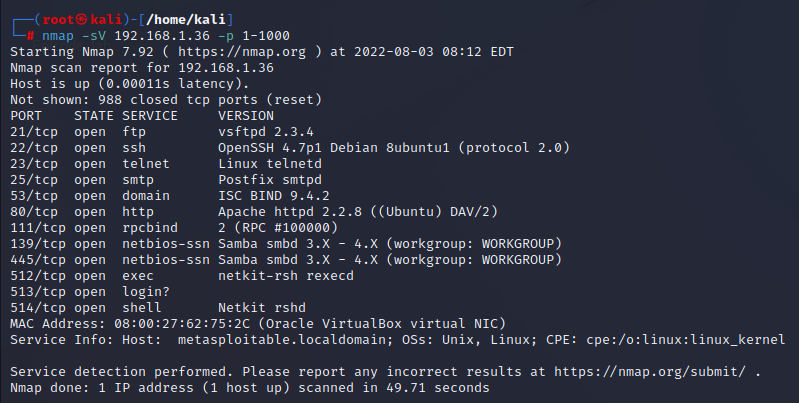 ┌──(root㉿kali)-[/home/kali]
└─# nmap -sV 192.168.1.36 -p 1-1000
Starting Nmap 7.92 ( https://nmap.org ) at 2022-08-03 08:12 EDT
Nmap scan report for 192.168.1.36
Host is up (0.00011s latency).
Not shown: 988 closed tcp ports (reset)
PORT    STATE SERVICE     VERSION
21/tcp  open  ftp         vsftpd 2.3.4
22/tcp  open  ssh         OpenSSH 4.7p1 Debian 8ubuntu1 (protocol 2.0)
23/tcp  open  telnet      Linux telnetd
25/tcp  open  smtp        Postfix smtpd
53/tcp  open  domain      ISC BIND 9.4.2
80/tcp  open  http        Apache httpd 2.2.8 ((Ubuntu) DAV/2)
111/tcp open  rpcbind     2 (RPC #100000)
139/tcp open  netbios-ssn Samba smbd 3.X - 4.X (workgroup: WORKGROUP)
445/tcp open  netbios-ssn Samba smbd 3.X - 4.X (workgroup: WORKGROUP)
512/tcp open  exec        netkit-rsh rexecd
513/tcp open  login?
514/tcp open  shell       Netkit rshd
MAC Address: 08:00:27:62:75:2C (Oracle VirtualBox virtual NIC)
Service Info: Host:  metasploitable.localdomain; OSs: Unix, Linux; CPE: cpe:/o:linux:linux_kernel

Service detection performed. Please report any incorrect results at https://nmap.org/submit/ .
Nmap done: 1 IP address (1 host up) scanned in 49.71 seconds